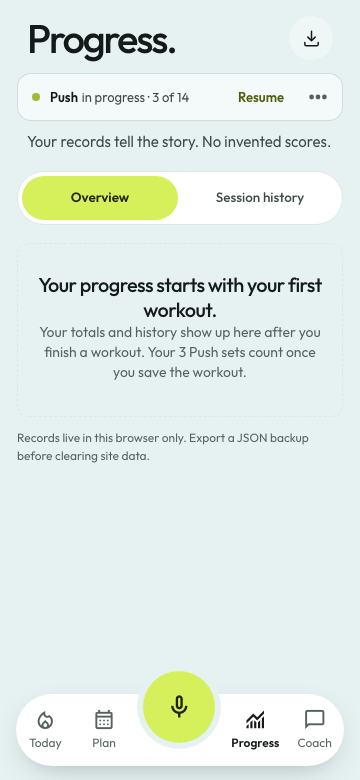 Progress.
Push in progress · 3 of 14 Resume •••
Your records tell the story. No invented scores.
Overview Session history
Your progress starts with your first
workout.
Your totals and history show up here after you
finish a workout. Your 3 Push sets count once
you save the workout.
Records live in this browser only. Export a JSON backup
before clearing site data.
Today Plan Progress Coach